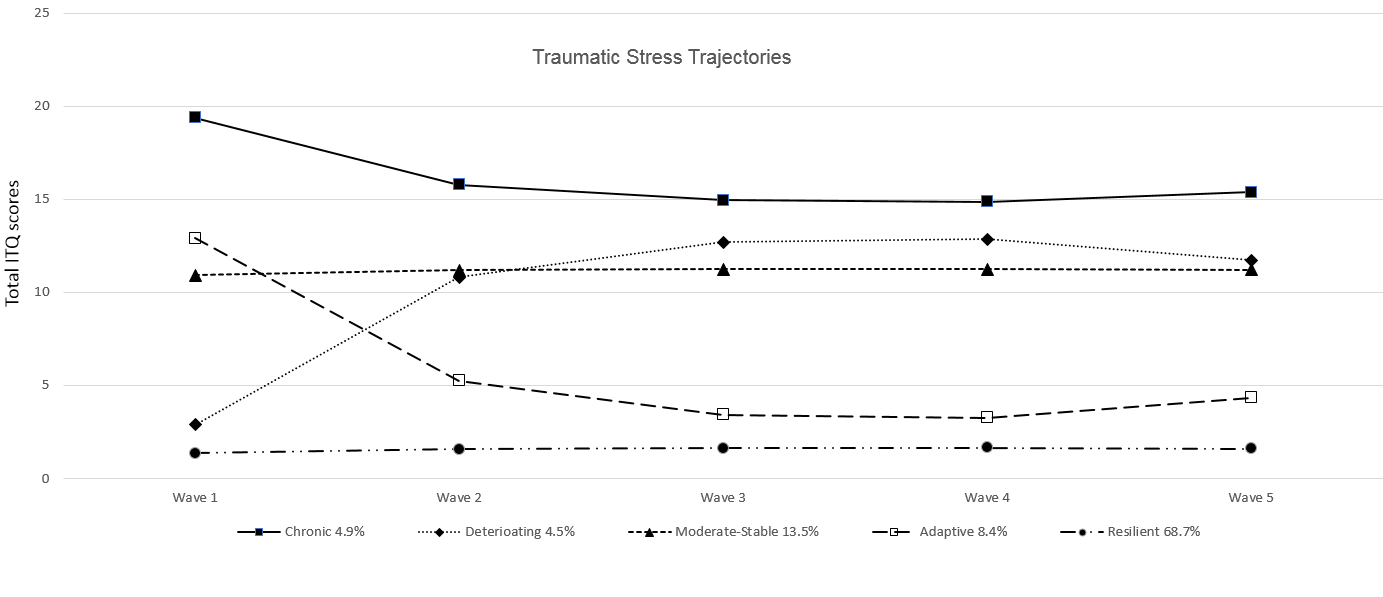 25
Traumatic Stress Trajectories
20
15
10
5
0
Total ITQ scores
Wave 1 Wave 2 Wave 3 Wave 4 Wave 5
Chronic 4.9% Deterioating 4.5% Moderate-Stable 13.5% Adaptive 8.4% Resilient 68.7%